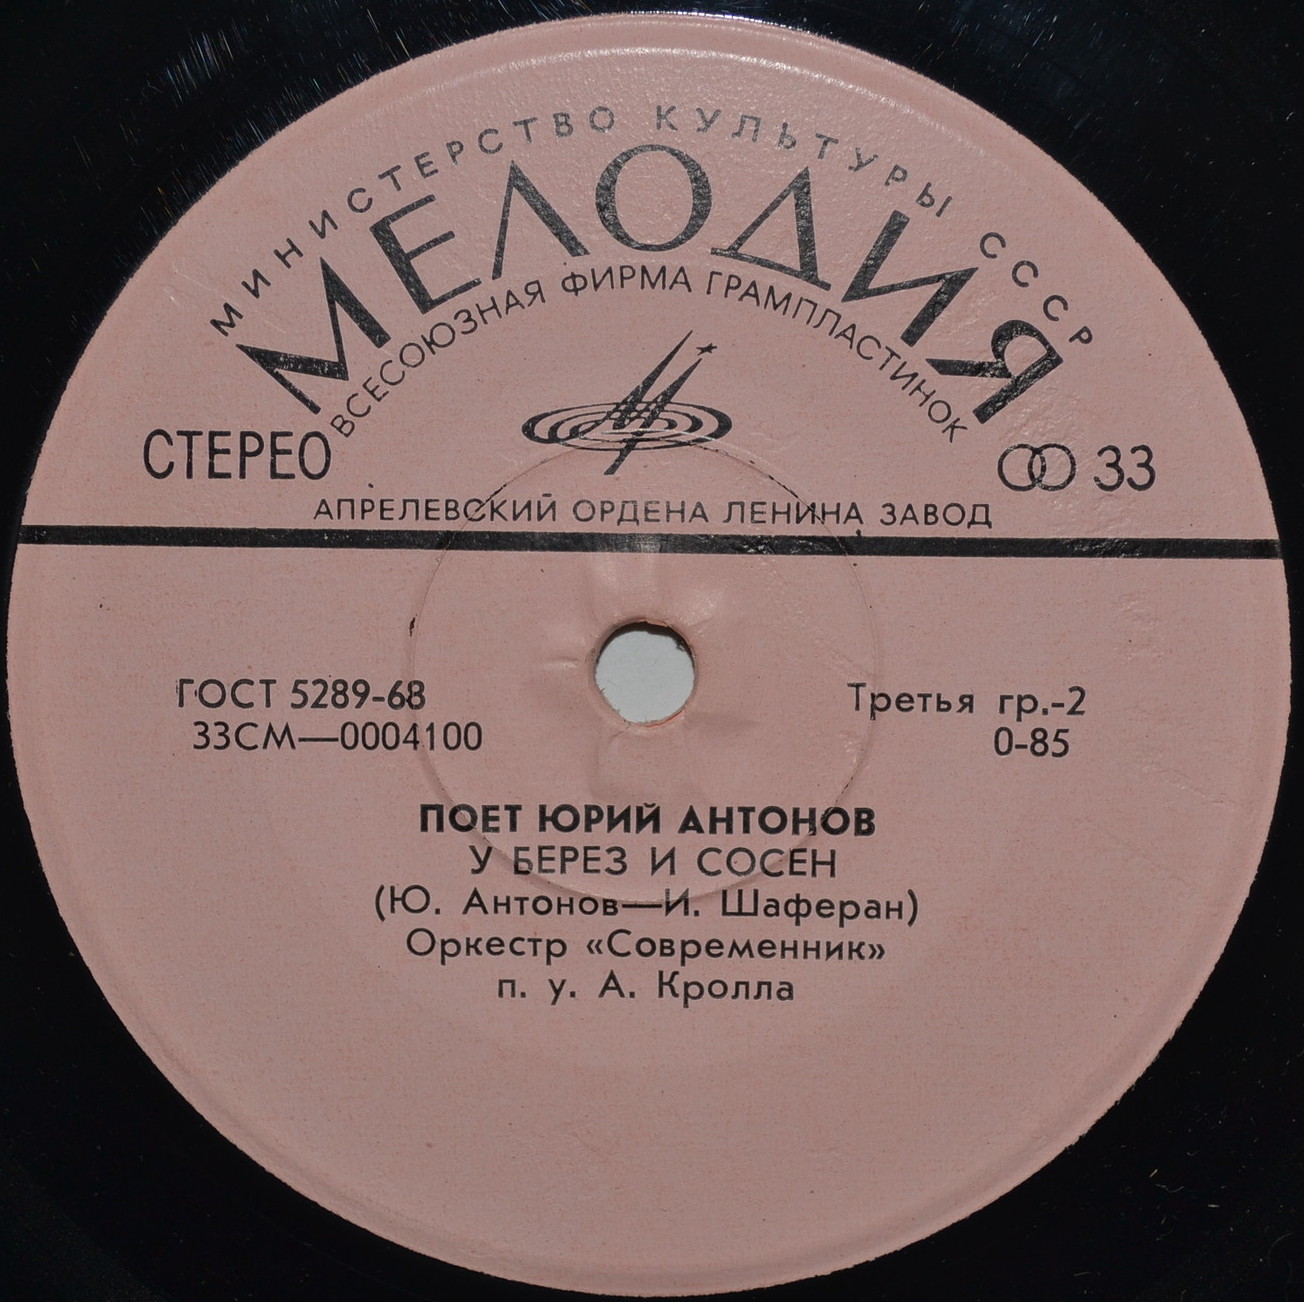 МИНИСТЕРСТВО КУЛЬТУРЫ СССР
МЕЛОДИЯ
ВСЕСОЮЗНАЯ ФИРМА ГРАМПЛАСТИНОК
СТЕРЕО
33
АПРЕЛЕВСКИЙ ОРДЕНА ЛЕНИНА ЗАВОД
ГОСТ 5289-68
33СМ—0004100
Третья гр.-2
0-85
ПОЕТ ЮРИЙ АНТОНОВ
У БЕРЕЗ И СОСЕН
(Ю. Антонов—И. Шаферан)
Оркестр «Современник»
п. у. А. Кролла